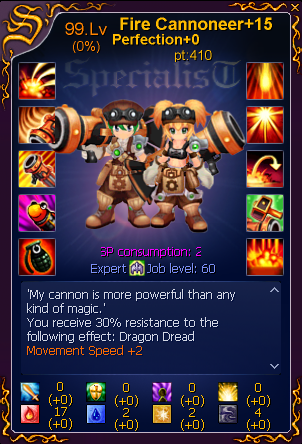 99.Lv
(0%)
Fire Cannoneer+15
Perfection+0
pt:410
SpecialisT
SP consumption: 2
Expert Job level: 60
'My cannon is more powerful than any
kind of magic.'
You receive 30% resistance to the
following effect: Dragon Dread
Movement Speed +2
0 0 0 0
(+0) (+0) (+0) (+0)
17 2 2 4
(+0) (+0) (+0) (+0)